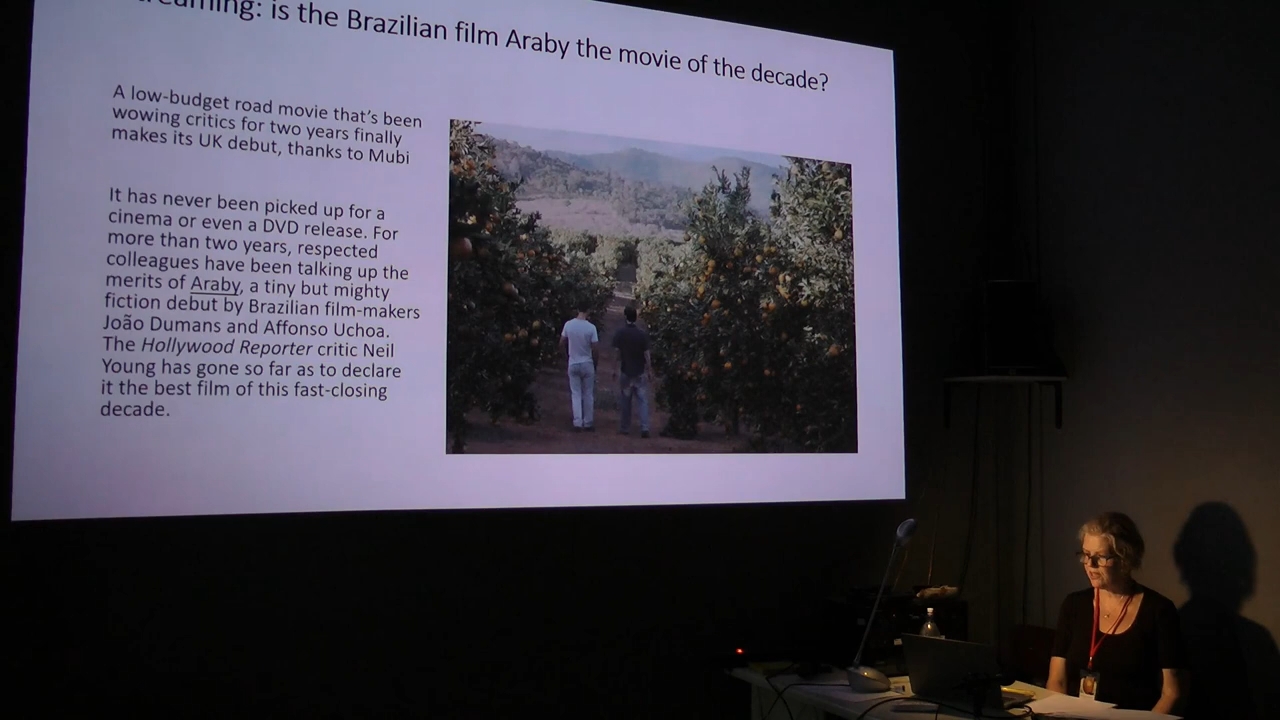 is the Brazilian film Araby the movie of the decade?
A low-budget road movie that's been
wowing critics for two years finally
makes its UK debut, thanks to Mubi
It has never been picked up for a
cinema or even a DVD release. For
more than two years, respected
colleagues have been talking up the
merits of Araby, a tiny but mighty
fiction debut by Brazilian film-makers
João Dumans and Affonso Uchoa.
The Hollywood Reporter critic Neil
Young has gone so far as to declare
it the best film of this fast-closing
decade.